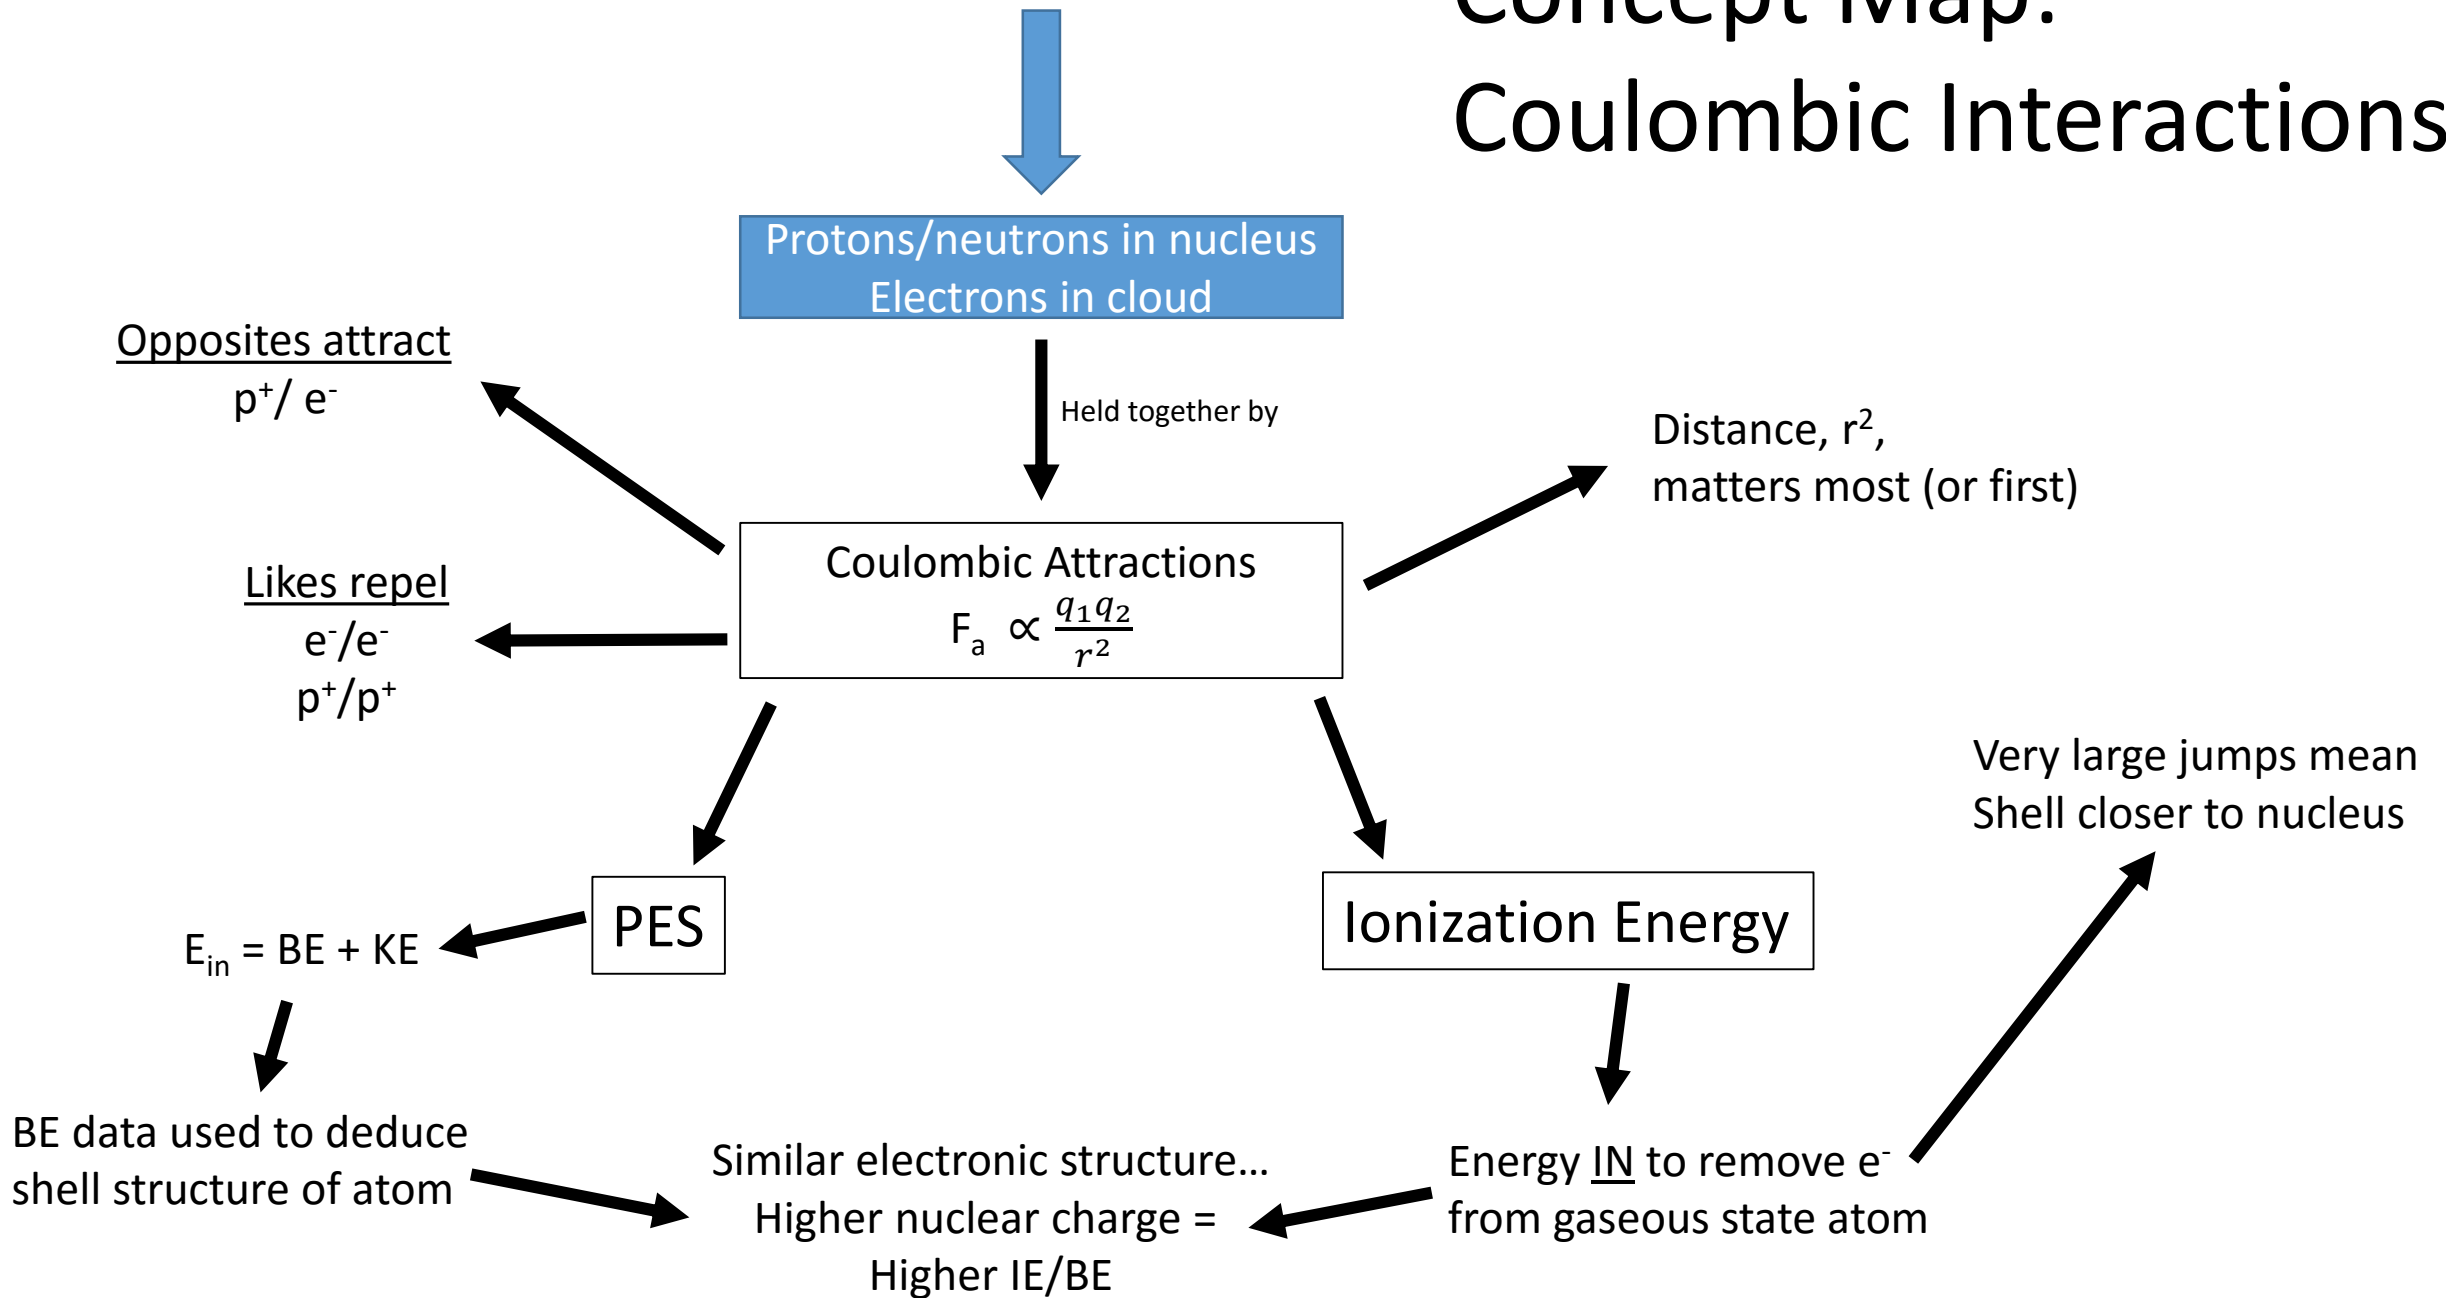 Concept Map:
Coulombic Interactions
Protons/neutrons in nucleus
Electrons in cloud
Opposites attract
p⁺/ e⁻
Held together by
Distance, r²,
matters most (or first)
Coulombic Attractions
Fₐ ∝ q₁q₂/r²
Likes repel
e⁻/e⁻
p⁺/p⁺
Very large jumps mean
Shell closer to nucleus
PES
Ionization Energy
E_in = BE + KE
BE data used to deduce
shell structure of atom
Similar electronic structure...
Higher nuclear charge =
Higher IE/BE
Energy IN to remove e⁻
from gaseous state atom